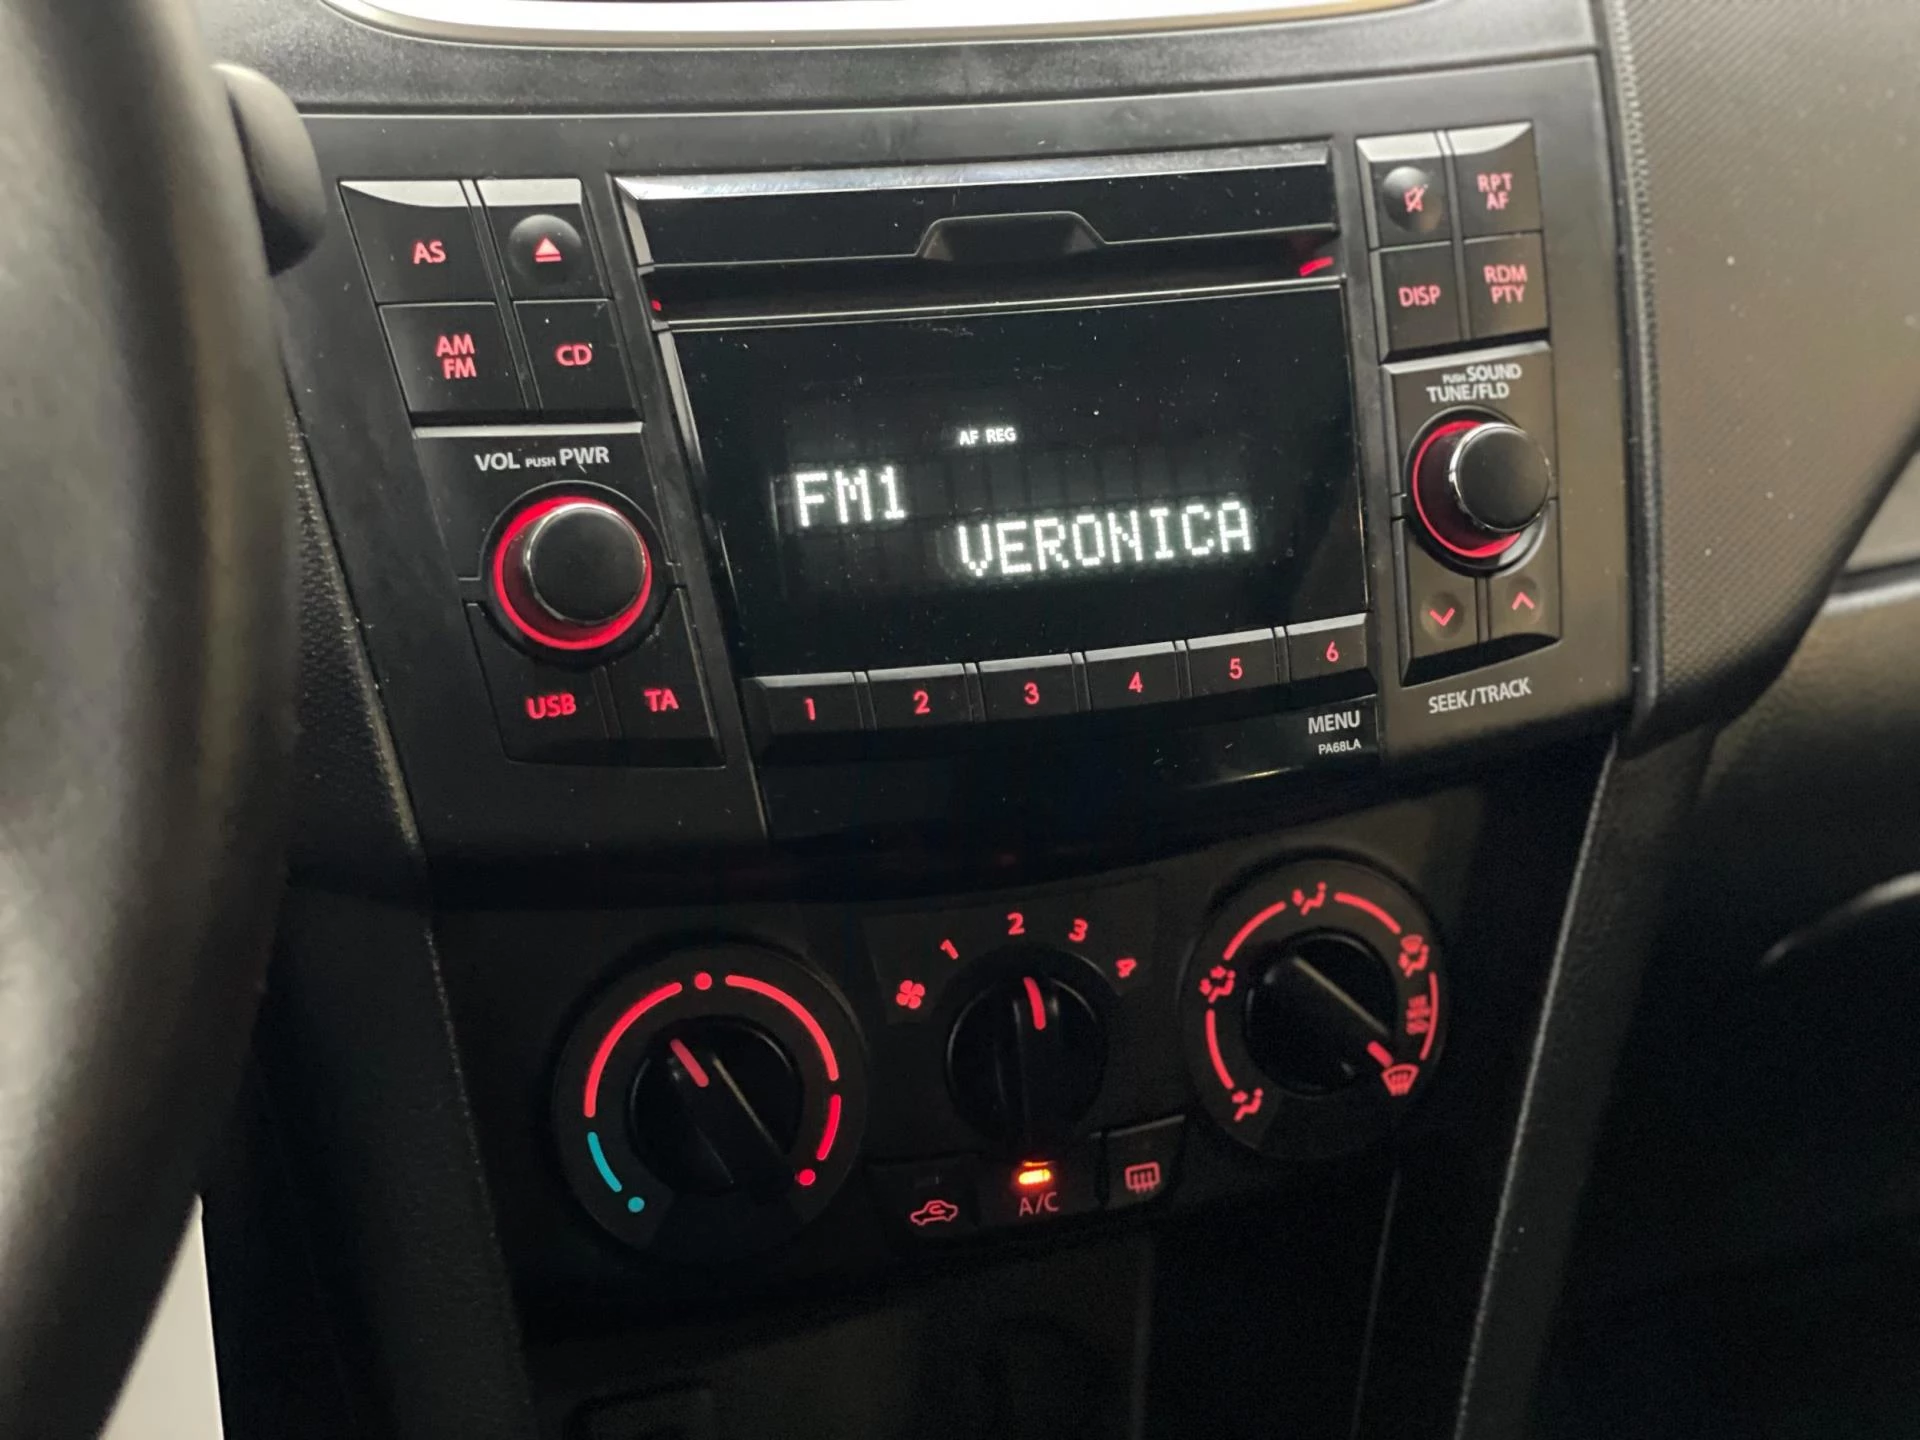 AS
AM
FM
CD
VOL PUSH PWR
USB
TA
AF REG
FM1
VERONICA
1 2 3 4 5 6
MENU
PA68LA
RPT
AF
DISP
RDM
PTY
PUSH SOUND
TUNE/FLD
SEEK/TRACK
1 2 3 4
A/C